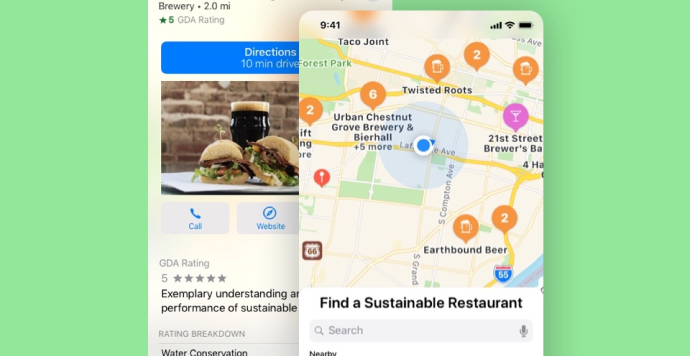 Brewery • 2.0 mi
★ 5 GDA Rating
Directions
10 min drive
Call
Website
GDA Rating
5 ★★★★★
Exemplary understanding
performance of sustainable
RATING BREAKDOWN
Water Conservation
9:41
Taco Joint
Forest Park
2
Twisted Roots
6
2
Urban Chestnut
Grove Brewery &
Bierhall
+5 more
Ave
21st Street
Brewer's Ba
4 Ha
S Compton Ave
S Grand
2
66
Earthbound Beer
55
Find a Sustainable Restaurant
Search
Nearby